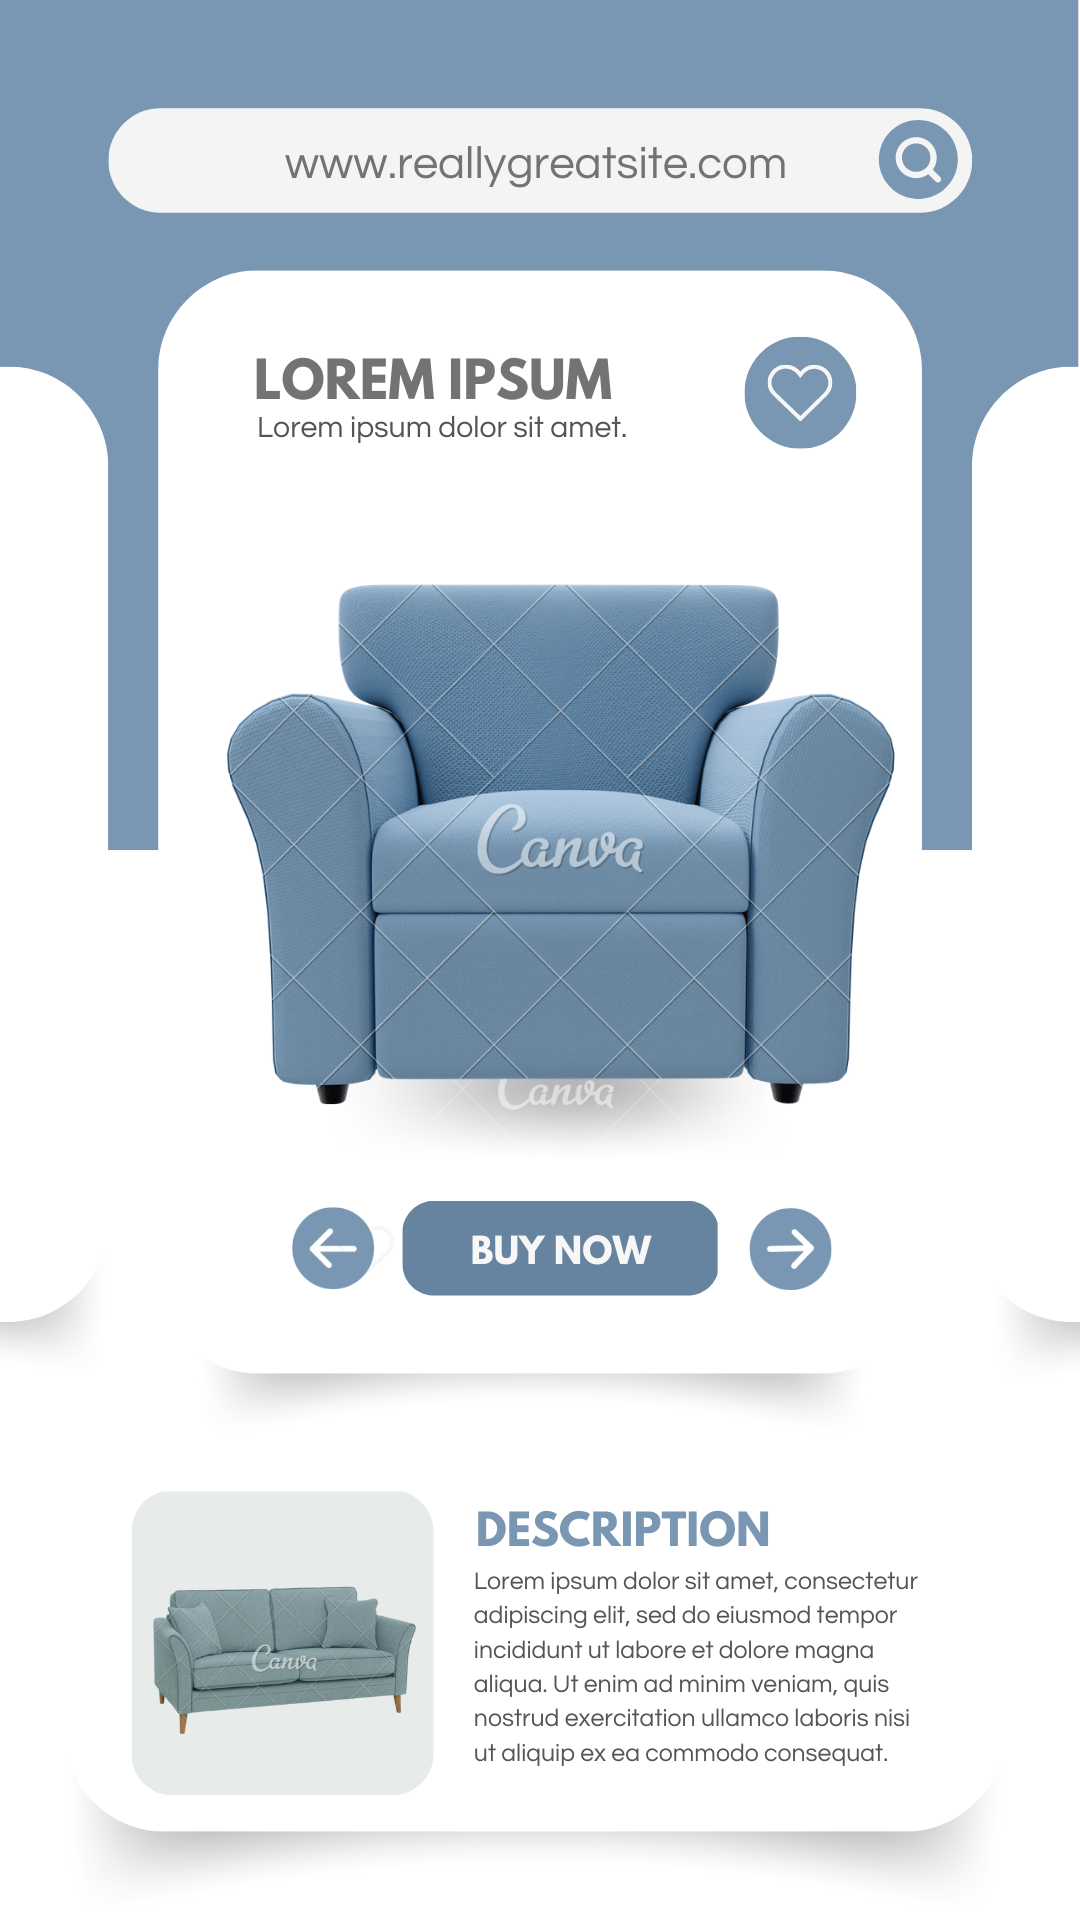 www.reallygreatsite.com
LOREM IPSUM
Lorem ipsum dolor sit amet.
Canva
Canva
BUY NOW
DESCRIPTION
Lorem ipsum dolor sit amet, consectetur
adipiscing elit, sed do eiusmod tempor
incididunt ut labore et dolore magna
aliqua. Ut enim ad minim veniam, quis
nostrud exercitation ullamco laboris nisi
ut aliquip ex ea commodo consequat.
Canva